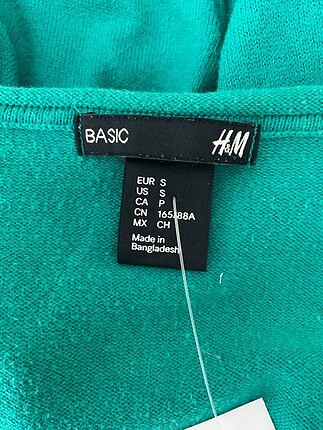 BASIC H&M
EUR S
US S
CA P
CN 165/88A
MX CH
Made in
Bangladesh